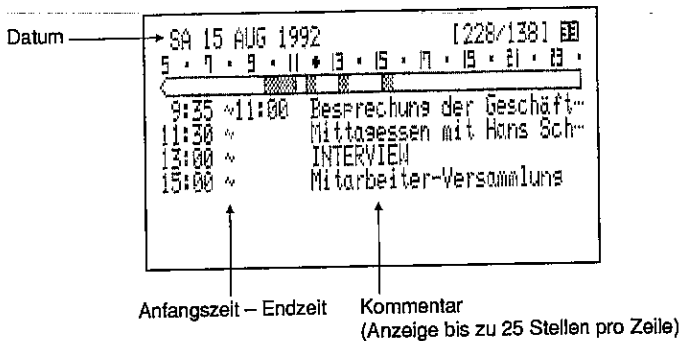 Datum
SA 15 AUG 1992 [228/138]
5 · 7 · 9 · 11 · 13 · 15 · 17 · 19 · 21 · 23 ·
9:35 ~11:00 Besprechung der Geschäft…
11:30 ~ Mittagessen mit Hans Sch…
13:00 ~ INTERVIEW
15:00 ~ Mitarbeiter-Versammlung
Anfangszeit – Endzeit
Kommentar
(Anzeige bis zu 25 Stellen pro Zeile)